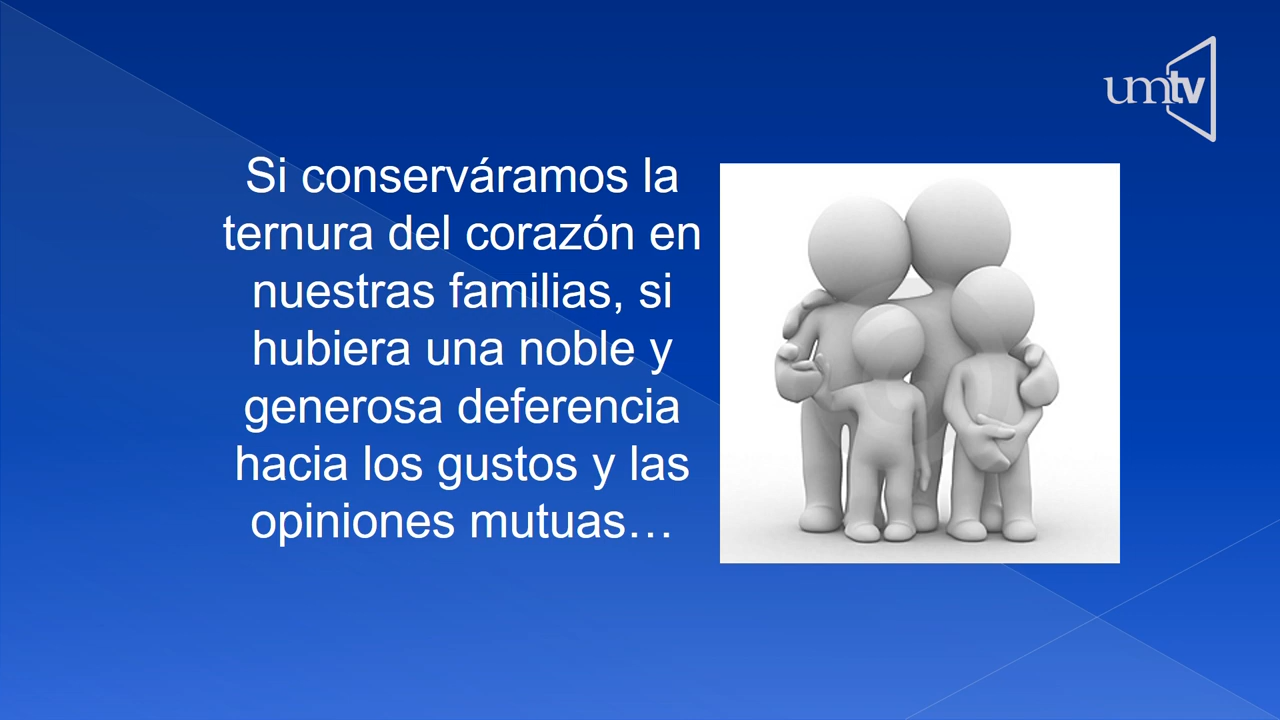 umtv
Si conserváramos la
ternura del corazón en
nuestras familias, si
hubiera una noble y
generosa deferencia
hacia los gustos y las
opiniones mutuas…